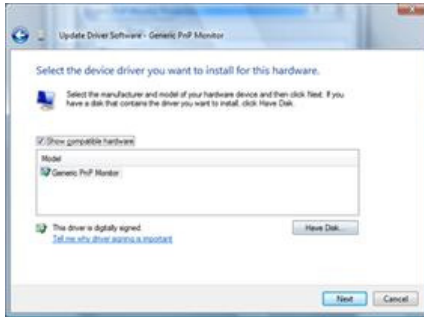 Update Driver Software - Generic PnP Monitor
Select the device driver you want to install for this hardware.
Select the manufacturer and model of your hardware device and then click Next. If you
have a disk that contains the driver you want to install, click Have Disk.
Show compatible hardware
Model
Generic PnP Monitor
This driver is digitally signed.
Have Disk...
Tell me why driver signing is important
Next
Cancel